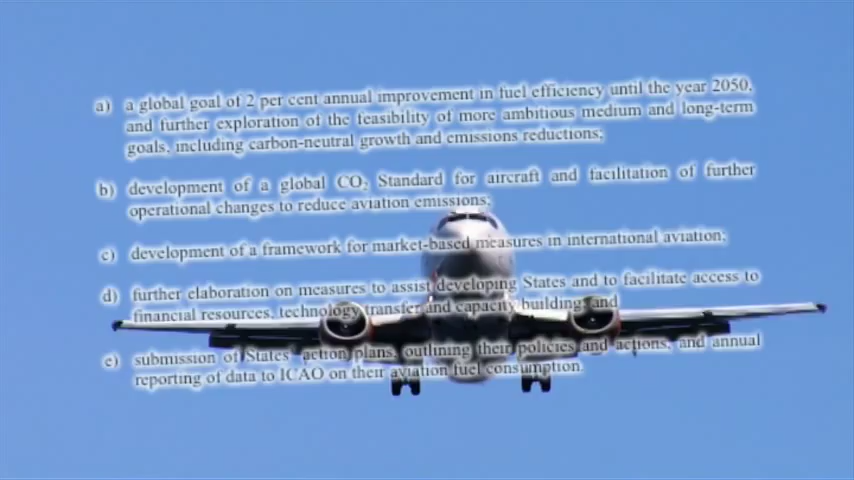 a) a global goal of 2 per cent annual improvement in fuel efficiency until the year 2050,
and further exploration of the feasibility of more ambitious medium and long-term
goals, including carbon-neutral growth and emissions reductions;
b) development of a global CO₂ Standard for aircraft and facilitation of further
operational changes to reduce aviation emissions;
c) development of a framework for market-based measures in international aviation;
d) further elaboration on measures to assist developing States and to facilitate access to
financial resources, technology transfer and capacity building; and
e) submission of States' action plans, outlining their policies and actions, and annual
reporting of data to ICAO on their aviation fuel consumption.